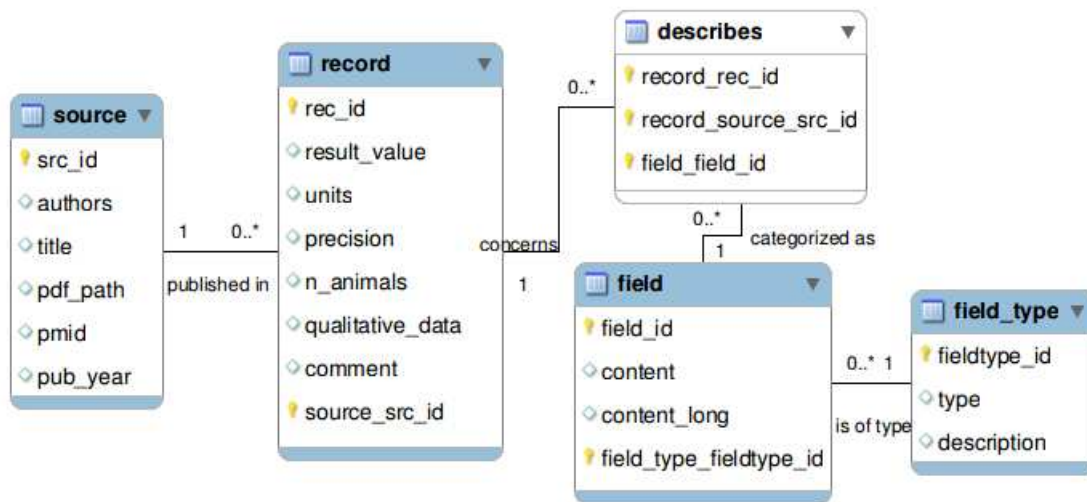 source
src_id
authors
title
pdf_path
pmid
pub_year
1 0..*
published in
record
rec_id
result_value
units
precision
n_animals
qualitative_data
comment
source_src_id
concerns
1
0..*
describes
record_rec_id
record_source_src_id
field_field_id
0..*
categorized as
1
field
field_id
content
content_long
field_type_fieldtype_id
0..* 1
is of type
field_type
fieldtype_id
type
description